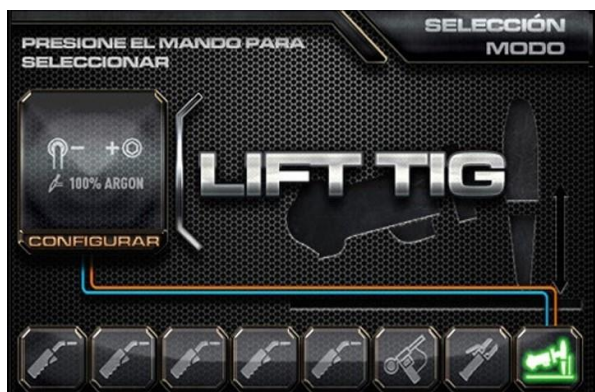 SELECCIÓN
MODO
PRESIONE EL MANDO PARA
SELECCIONAR
- +
100% ARGON
CONFIGURAR
LIFT TIG